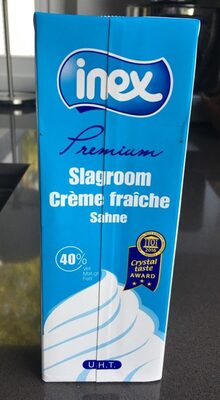 inex
Premium
Slagroom
Crème fraîche
Sahne
40%
Vet
Mat.gr.
Fett
Crystal
taste
AWARD
U.H.T.